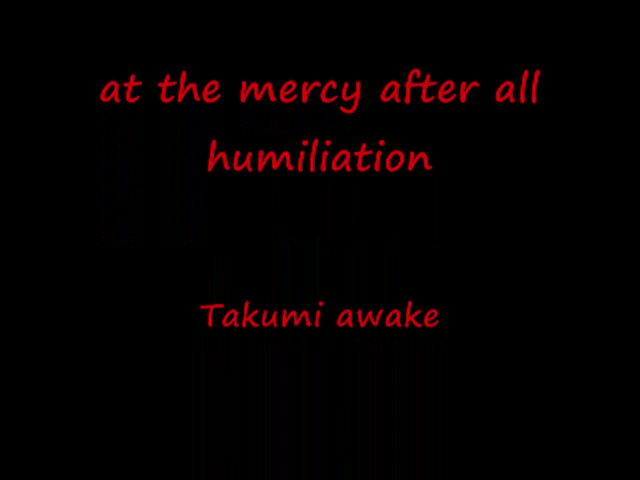 at the mercy after all
humiliation
Takumi awake